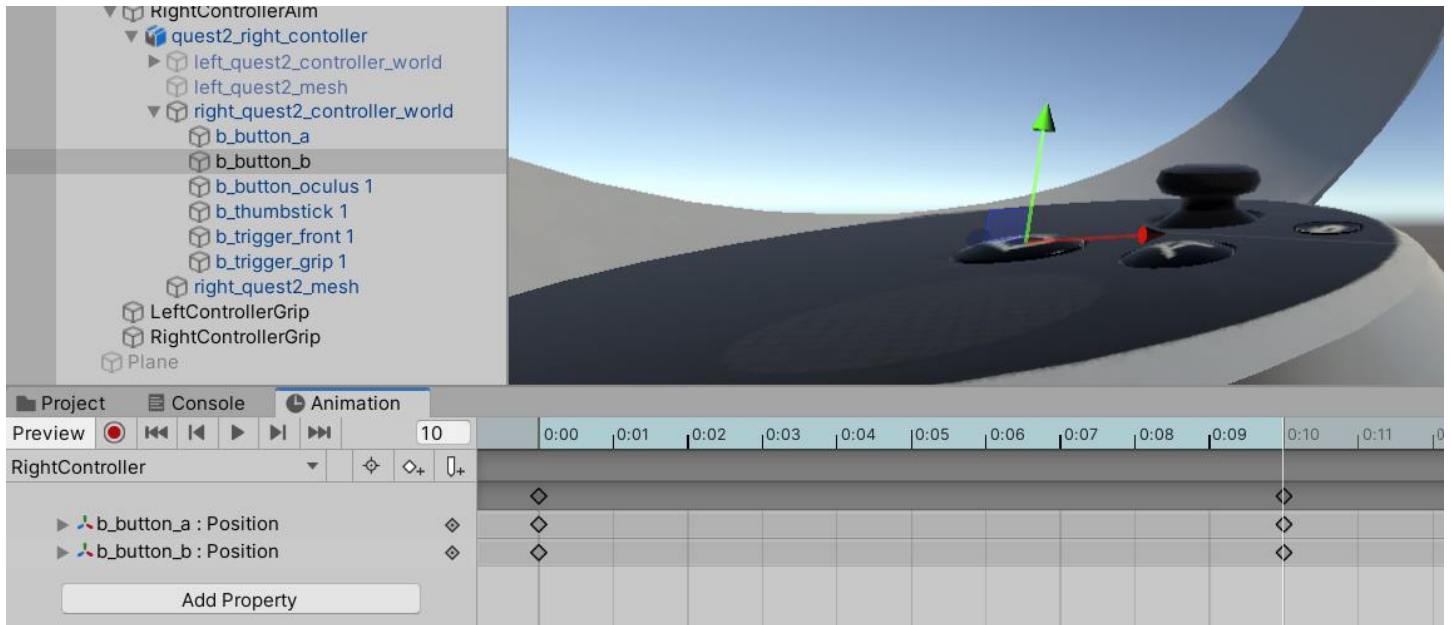 RightControllerAim
quest2_right_contoller
left_quest2_controller_world
left_quest2_mesh
right_quest2_controller_world
b_button_a
b_button_b
b_button_oculus 1
b_thumbstick 1
b_trigger_front 1
b_trigger_grip 1
right_quest2_mesh
LeftControllerGrip
RightControllerGrip
Plane
Project Console Animation
Preview 10 0:00 0:01 0:02 0:03 0:04 0:05 0:06 0:07 0:08 0:09 0:10 0:11
RightController
b_button_a : Position
b_button_b : Position
Add Property